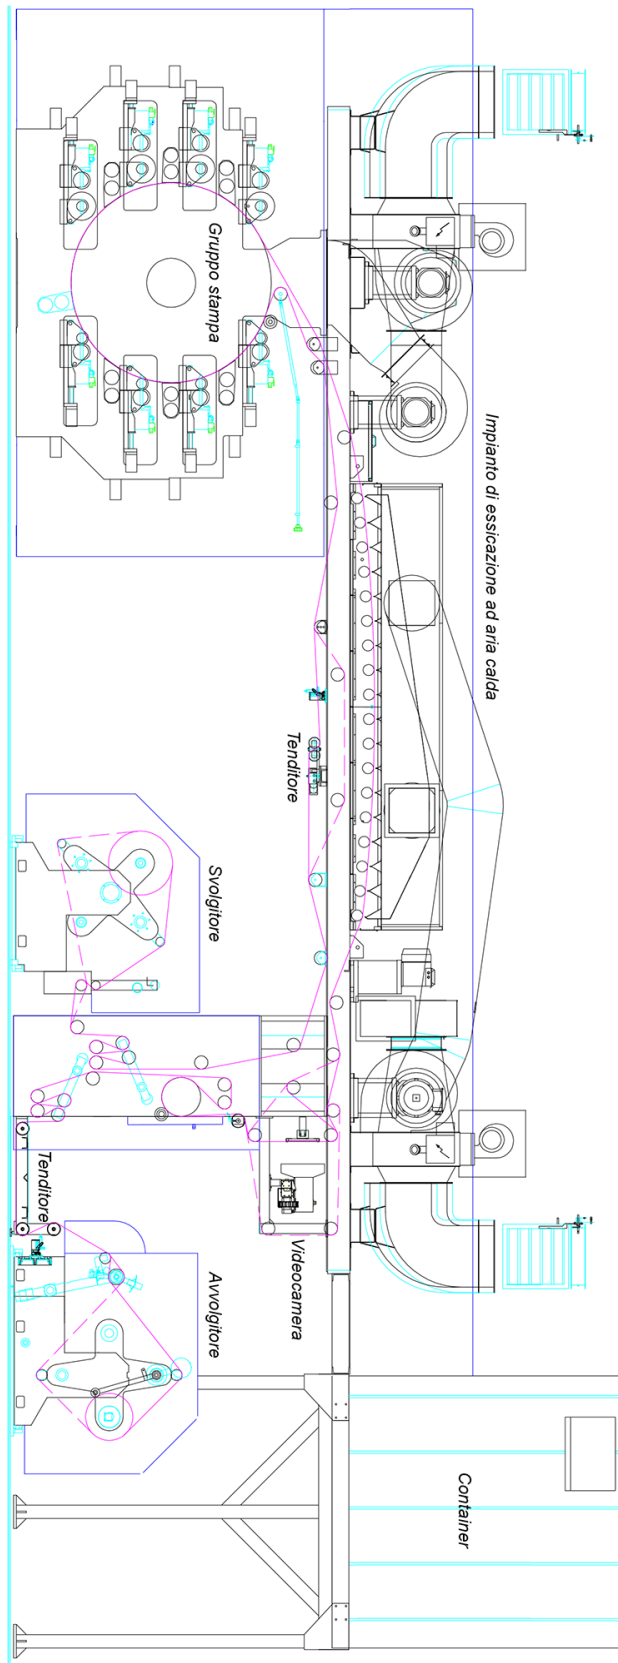 Gruppo stampa
Impianto di essicazione ad aria calda
Tenditore
Svolgitore
Tenditore
Videocamera
Avvolgitore
Container